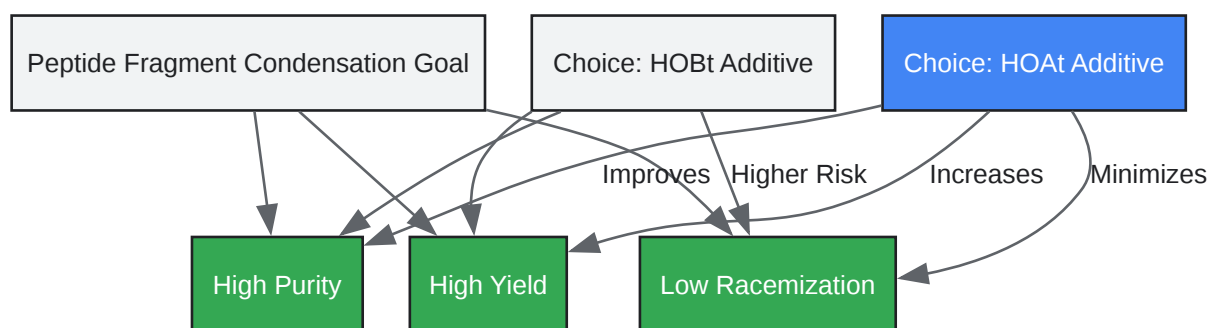 Peptide Fragment Condensation Goal
Choice: HOBt Additive
Choice: HOAt Additive
Improves
Higher Risk
Increases
Minimizes
High Purity
High Yield
Low Racemization